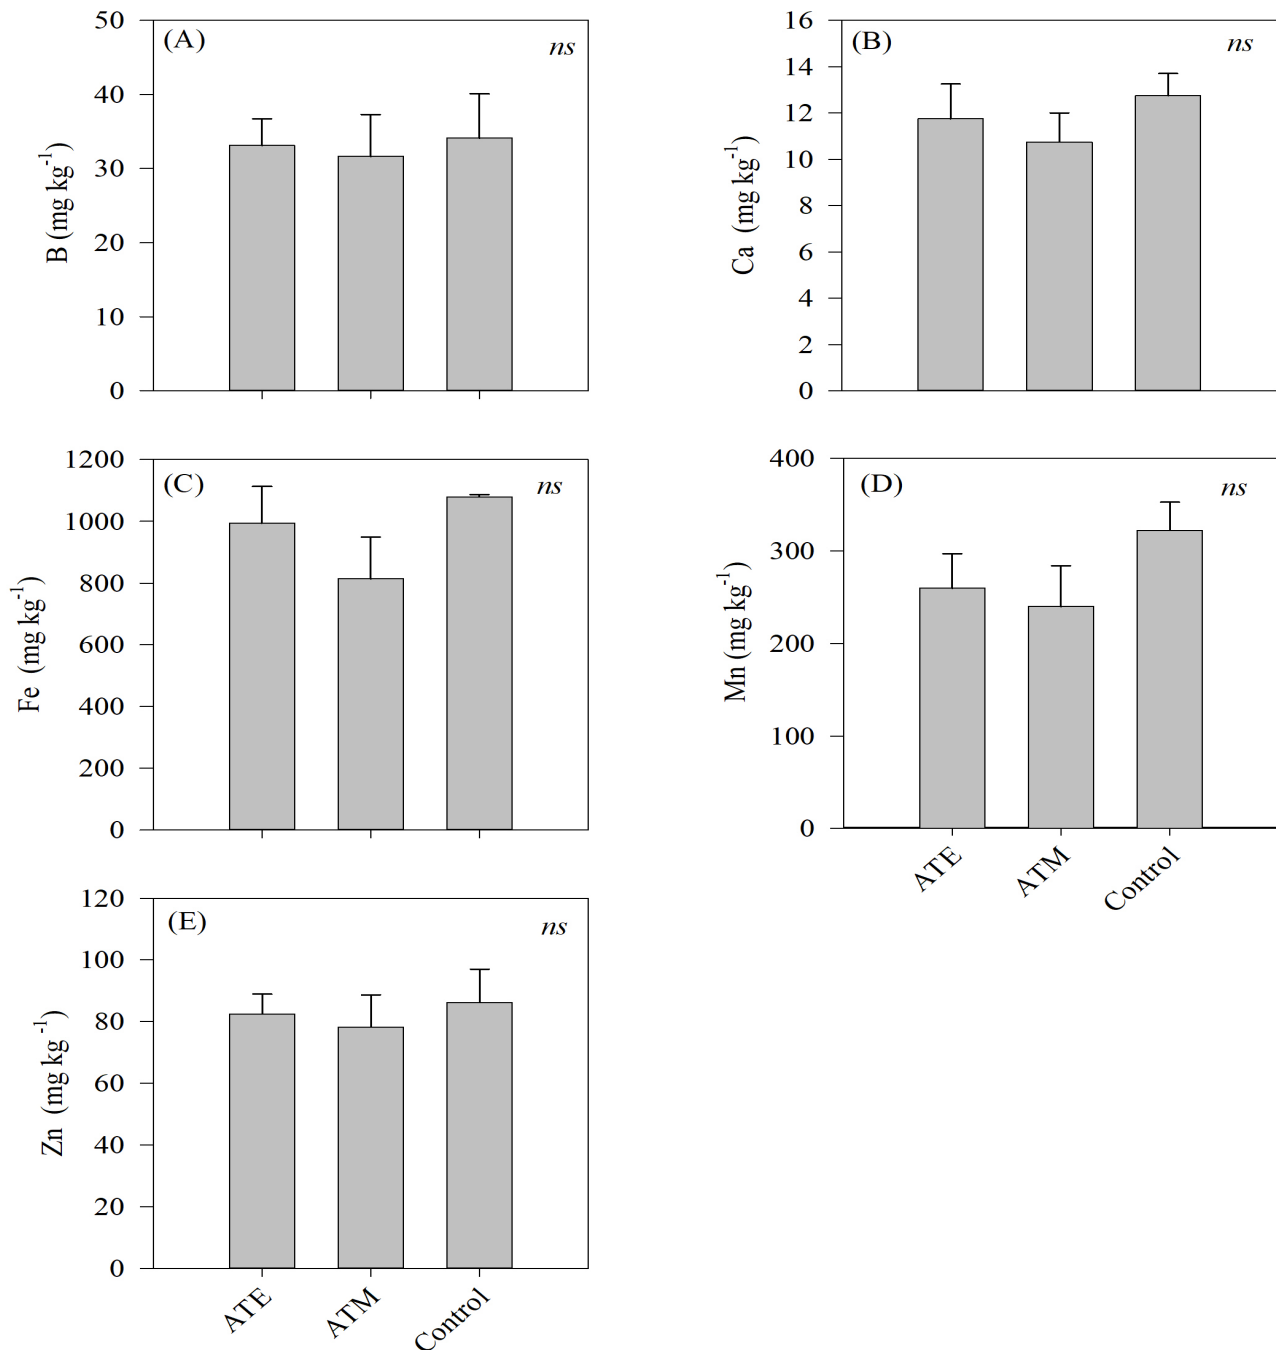 (A)
ns
50
40
30
20
10
0
B (mg kg-1)
(B)
ns
16
14
12
10
8
6
4
2
0
Ca (mg kg-1)
(C)
ns
1200
1000
800
600
400
200
0
Fe (mg kg-1)
(D)
ns
400
300
200
100
0
Mn (mg kg-1)
ATE
ATM
Control
(E)
ns
120
100
80
60
40
20
0
Zn (mg kg-1)
ATE
ATM
Control